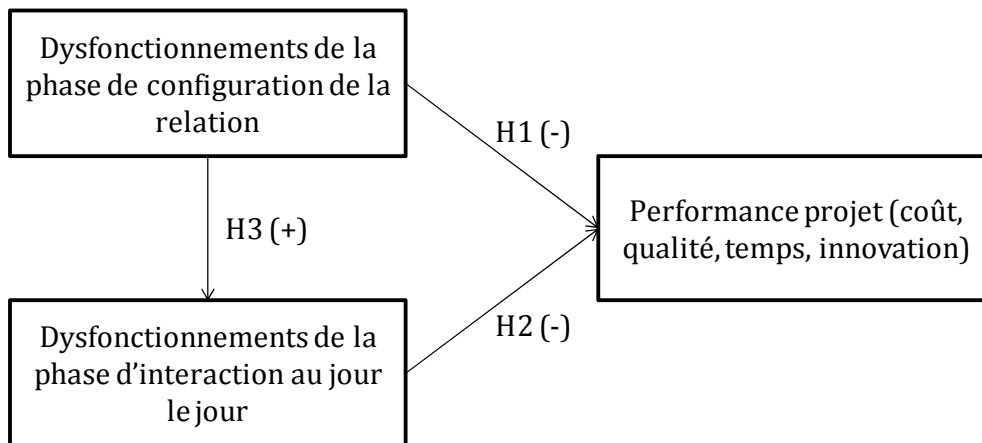 Dysfonctionnements de la
phase de configuration de la
relation
H1 (-)
Performance projet (coût,
qualité, temps, innovation)
H3 (+)
H2 (-)
Dysfonctionnements de la
phase d’interaction au jour
le jour